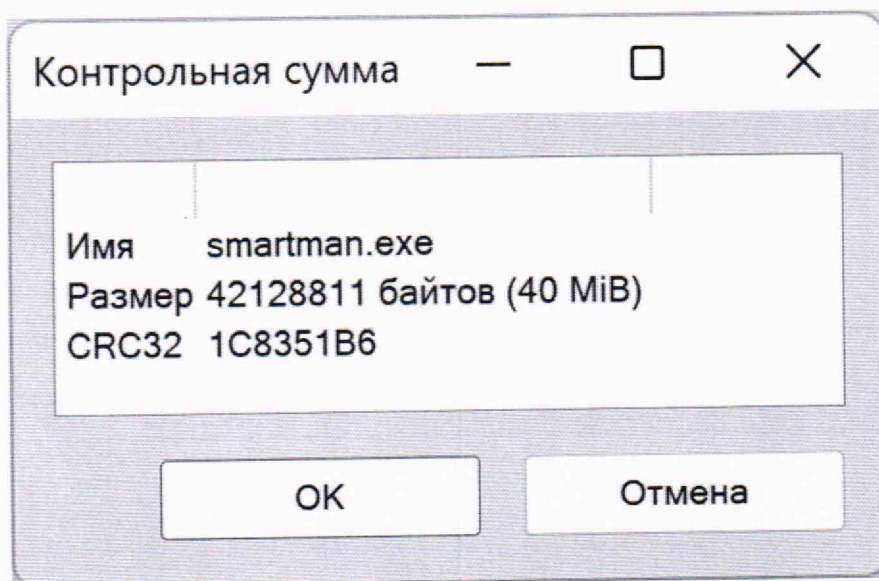 Контрольная сумма
Имя smartman.exe
Размер 42128811 байтов (40 MiB)
CRC32 1C8351B6
OK
Отмена